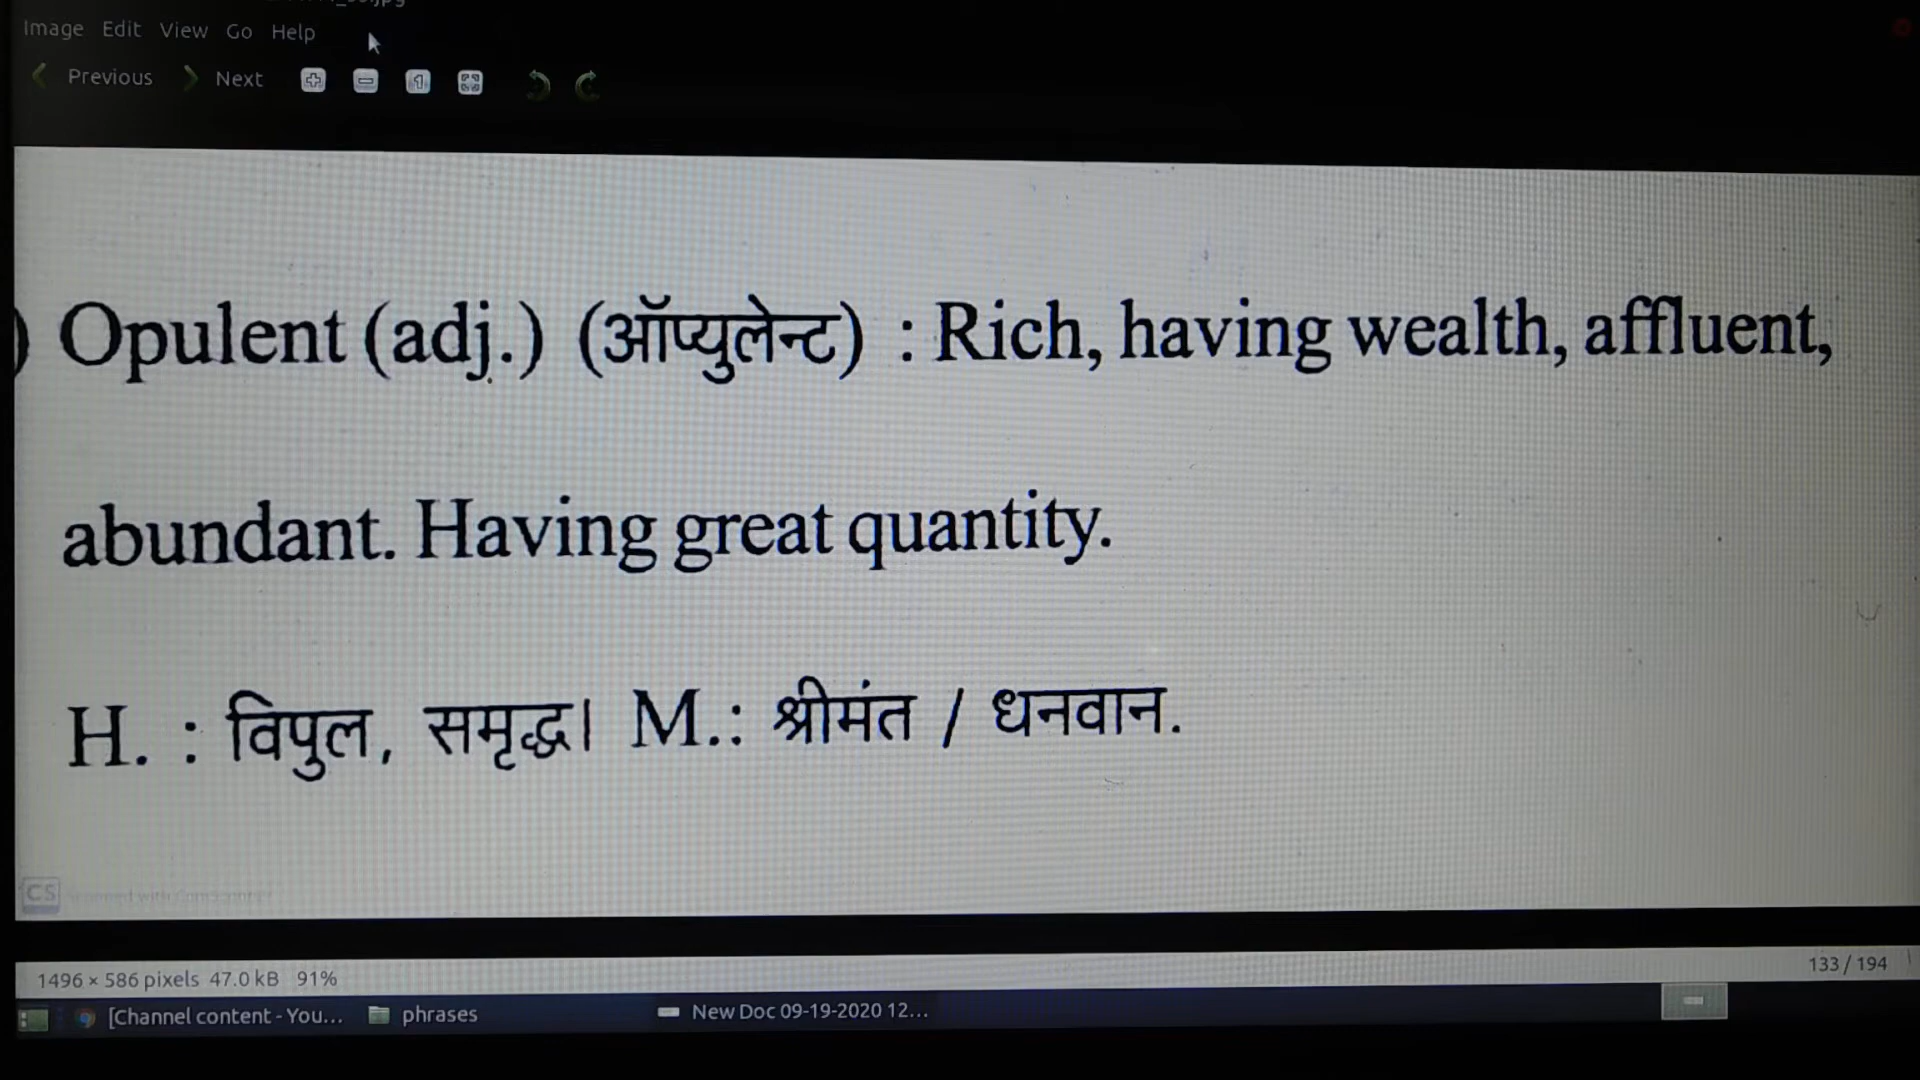 Image Edit View Go Help
Previous Next
) Opulent (adj.) (ऑप्युलेन्ट) : Rich, having wealth, affluent,
abundant. Having great quantity.
H. : विपुल, समृद्ध। M.: श्रीमंत / धनवान.
CS
1496 × 586 pixels 47.0 kB 91%
133 / 194
[Channel content - You... phrases New Doc 09-19-2020 12...